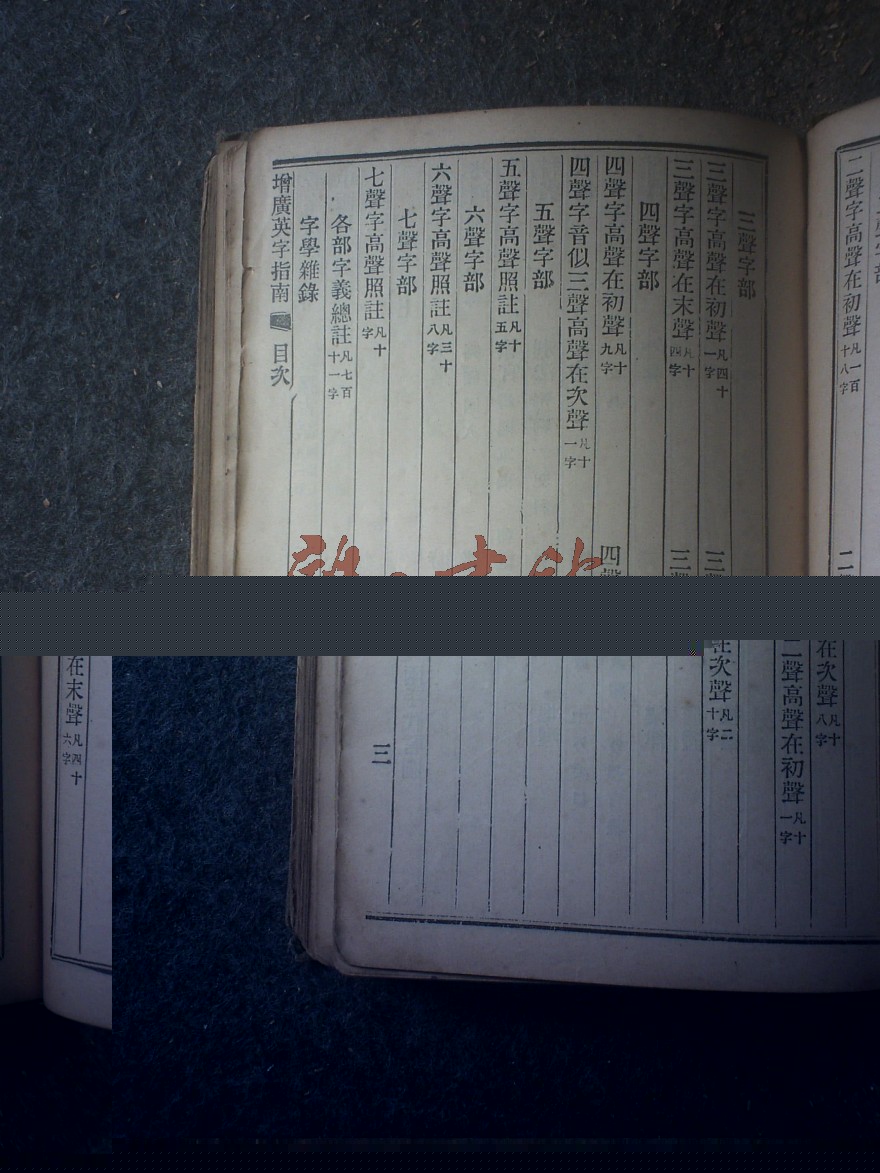 二聲字高聲在初聲凡一百十八字
三聲字部
三聲字高聲在初聲凡四十一字
三聲字高聲在末聲凡十四字
四聲字部
四聲字高聲在初聲凡十九字
四聲字音似三聲高聲在次聲凡十一字
五聲字部
五聲字高聲照註凡十五字
六聲字部
六聲字高聲照註凡三十八字
七聲字部
七聲字高聲照註凡十字
各部字義總註凡七百十一字
字學雜錄
增廣英字指南 目次
在次聲凡十八字
聲高聲在初聲凡十一字
在次聲凡二十字
三
在末聲凡四十六字